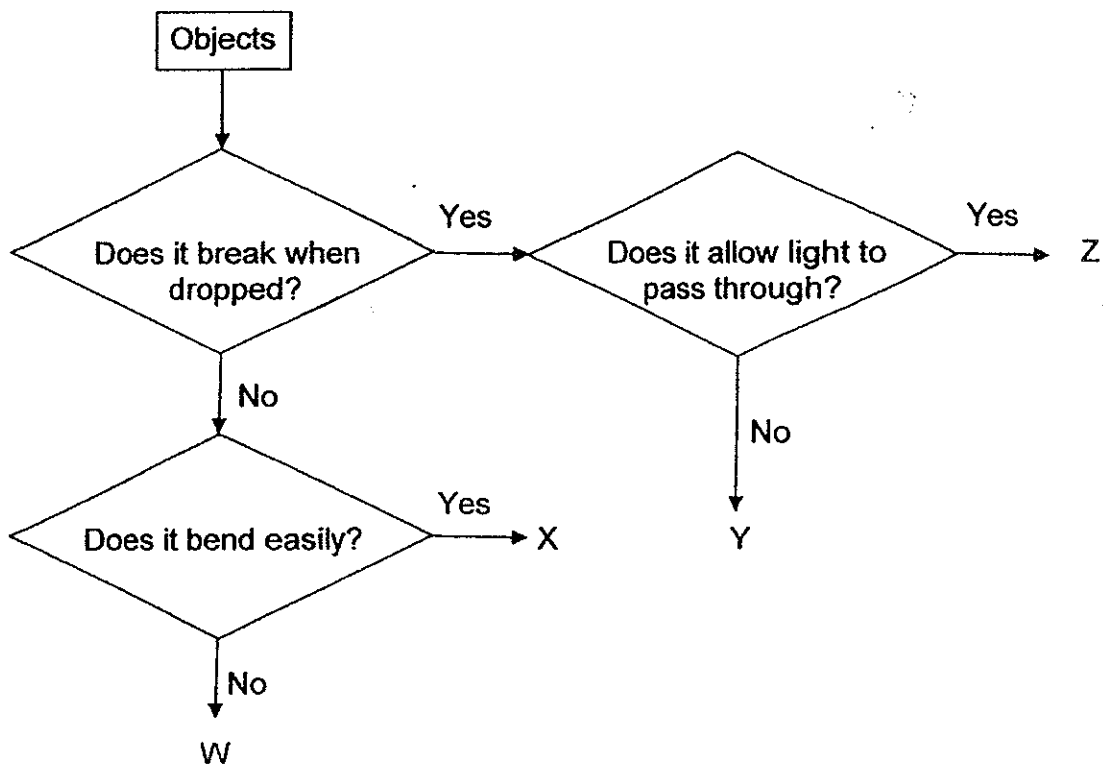 Objects
Does it break when
dropped?
Yes
Does it allow light to
pass through?
Yes
Z
No
No
Does it bend easily?
Yes
X
Y
No
W